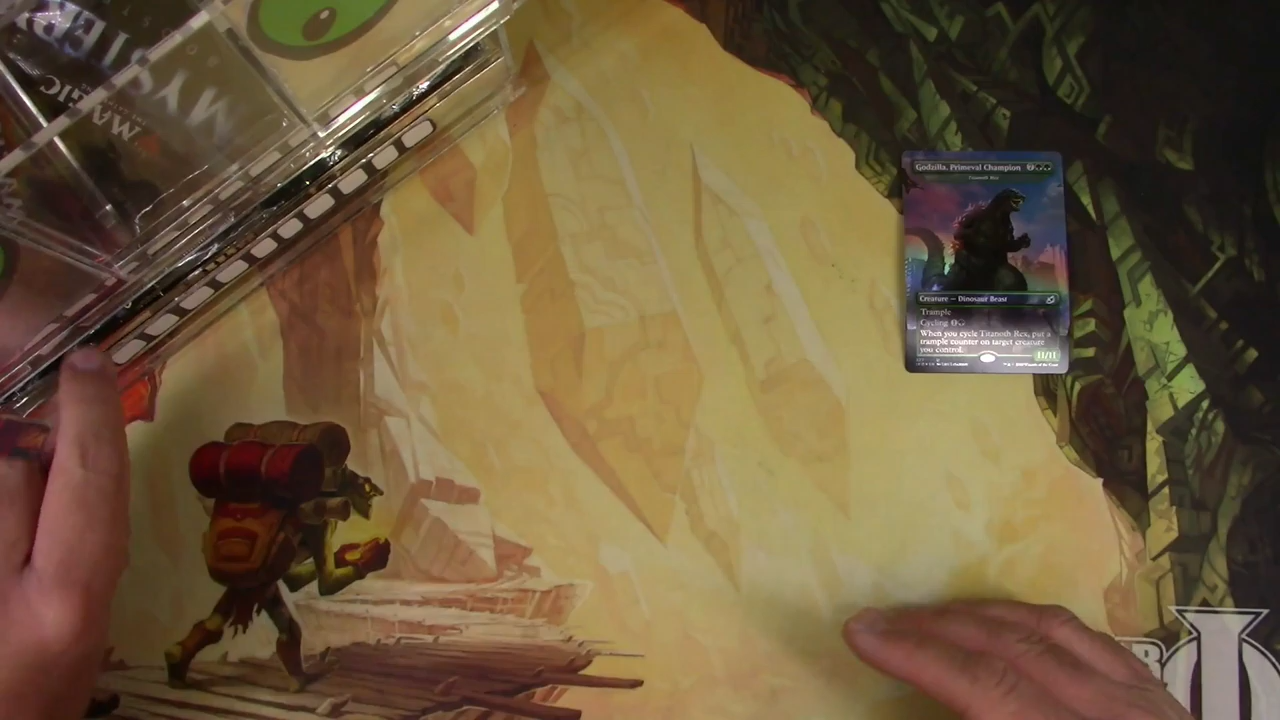 MYSTER
MAGIC
Godzilla, Primeval Champion
Titanoth Rex
Creature — Dinosaur Beast
Trample
Cycling
When you cycle Titanoth Rex, put a
trample counter on target creature
you control.
11/11